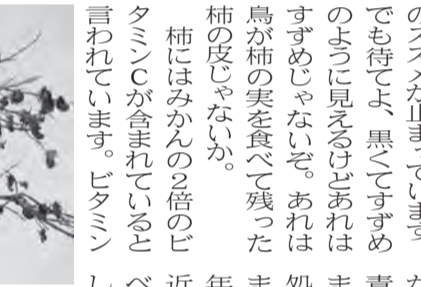 のスズメが止まっています
でも待てよ、黒くてすずめ
のように見えるけどあれは
すずめじゃないぞ。あれは
鳥が柿の実を食べて残った
柿の皮じゃないか。
柿にはみかんの2倍のビ
タミンCが含まれていると
言われています。ビタミン